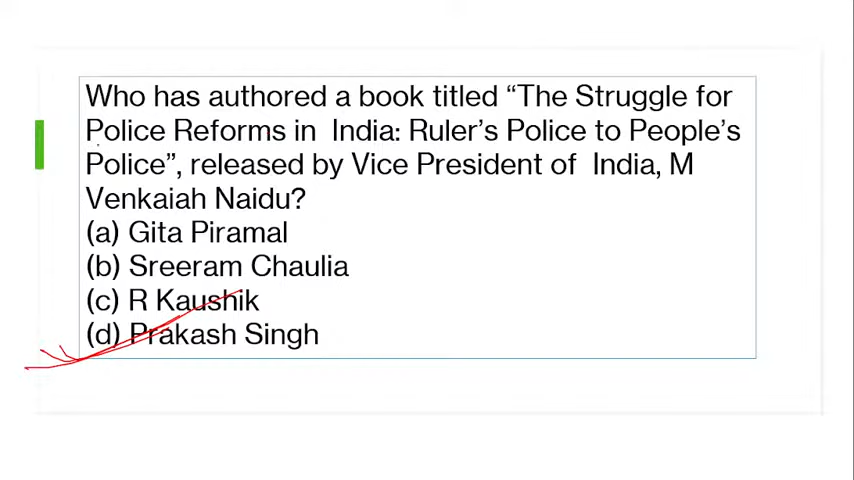 Who has authored a book titled “The Struggle for
Police Reforms in India: Ruler’s Police to People’s
Police”, released by Vice President of India, M
Venkaiah Naidu?
(a) Gita Piramal
(b) Sreeram Chaulia
(c) R Kaushik
(d) Prakash Singh